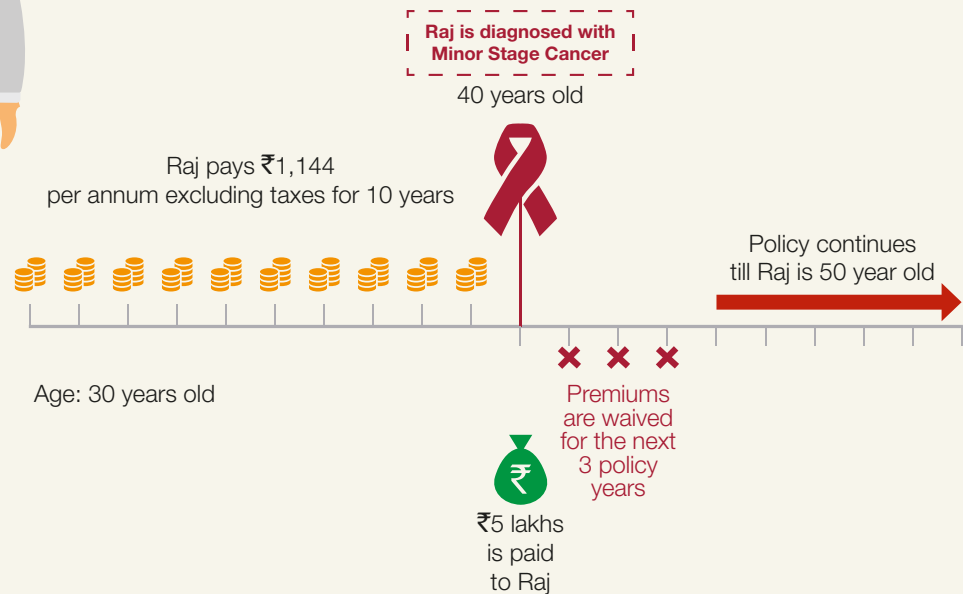 Raj is diagnosed with
Minor Stage Cancer
40 years old
Raj pays ₹1,144
per annum excluding taxes for 10 years
Policy continues
till Raj is 50 year old
Age: 30 years old
Premiums
are waived
for the next
3 policy
years
₹
₹5 lakhs
is paid
to Raj